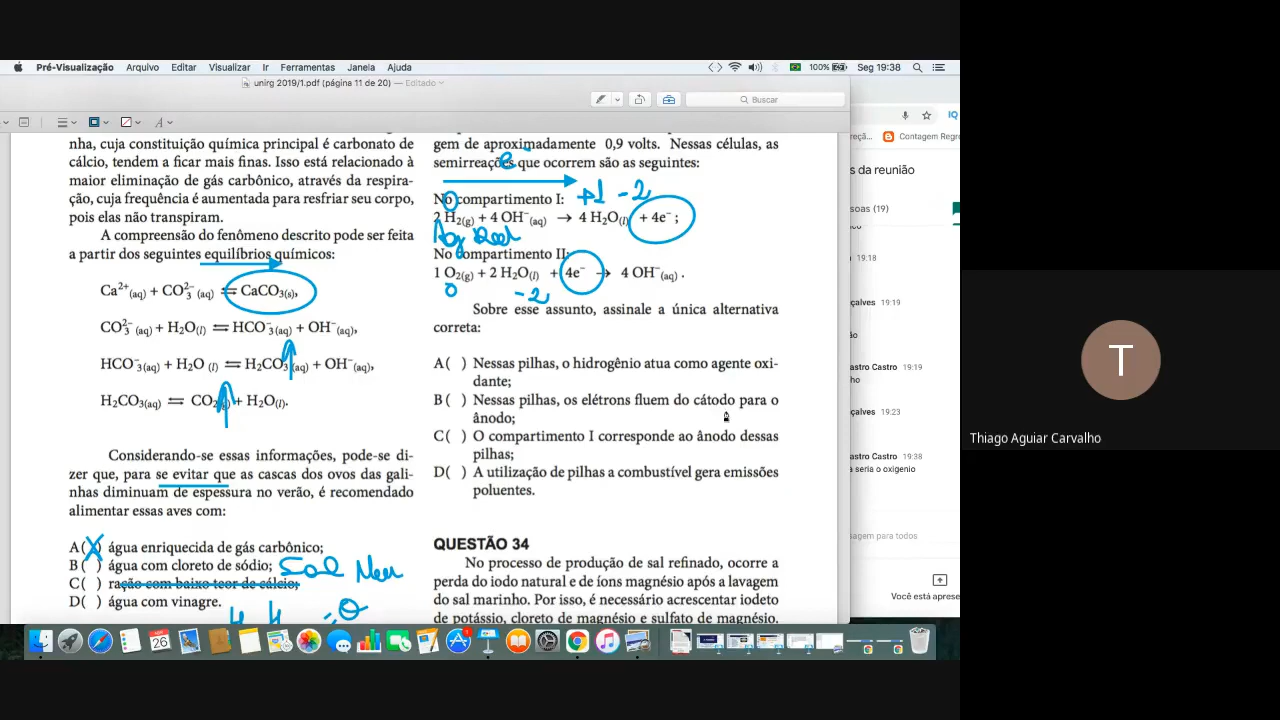 Pré-Visualização Arquivo Editar Visualizar Ir Ferramentas Janela Ajuda
100% Seg 19:38
unirg 2019/1.pdf (página 11 de 20) — Editado
Buscar
nha, cuja constituição química principal é carbonato de
cálcio, tendem a ficar mais finas. Isso está relacionado à
maior eliminação de gás carbônico, através da respira-
ção, cuja frequência é aumentada para resfriar seu corpo,
pois elas não transpiram.
A compreensão do fenômeno descrito pode ser feita
a partir dos seguintes equilíbrios químicos:
Ca²⁺(aq) + CO₃²⁻(aq) ⇌ CaCO₃(s),
CO₃²⁻(aq) + H₂O(l) ⇌ HCO₃⁻(aq) + OH⁻(aq),
HCO₃⁻(aq) + H₂O (l) ⇌ H₂CO₃(aq) + OH⁻(aq),
H₂CO₃(aq) ⇌ CO₂ + H₂O(l).
Considerando-se essas informações, pode-se di-
zer que, para se evitar que as cascas dos ovos das gali-
nhas diminuam de espessura no verão, é recomendado
alimentar essas aves com:
A( X ) água enriquecida de gás carbônico;
B( ) água com cloreto de sódio; Sal Neu
C( ) ração com baixo teor de cálcio;
D( ) água com vinagre.
gem de aproximadamente 0,9 volts. Nessas células, as
semirreações que ocorrem são as seguintes:
e⁻
No compartimento I:
0 +1 -2
2 H₂(g) + 4 OH⁻(aq) → 4 H₂O(l) + 4e⁻ ;
Ag Red
No compartimento II:
1 O₂(g) + 2 H₂O(l) + 4e⁻ → 4 OH⁻(aq) .
0 -2
Sobre esse assunto, assinale a única alternativa
correta:
A( ) Nessas pilhas, o hidrogênio atua como agente oxi-
dante;
B( ) Nessas pilhas, os elétrons fluem do cátodo para o
ânodo;
C( ) O compartimento I corresponde ao ânodo dessas
pilhas;
D( ) A utilização de pilhas a combustível gera emissões
poluentes.
QUESTÃO 34
No processo de produção de sal refinado, ocorre a
perda do iodo natural e de íons magnésio após a lavagem
do sal marinho. Por isso, é necessário acrescentar iodeto
de potássio, cloreto de magnésio e sulfato de magnésio.
Contagem Regre
da reunião
soas (19)
19:18
nçalves 19:19
astro Castro 19:19
ho
nçalves 19:23
astro Castro 19:38
a seria o oxigenio
agem para todos
Você está aprese
T
Thiago Aguiar Carvalho
26